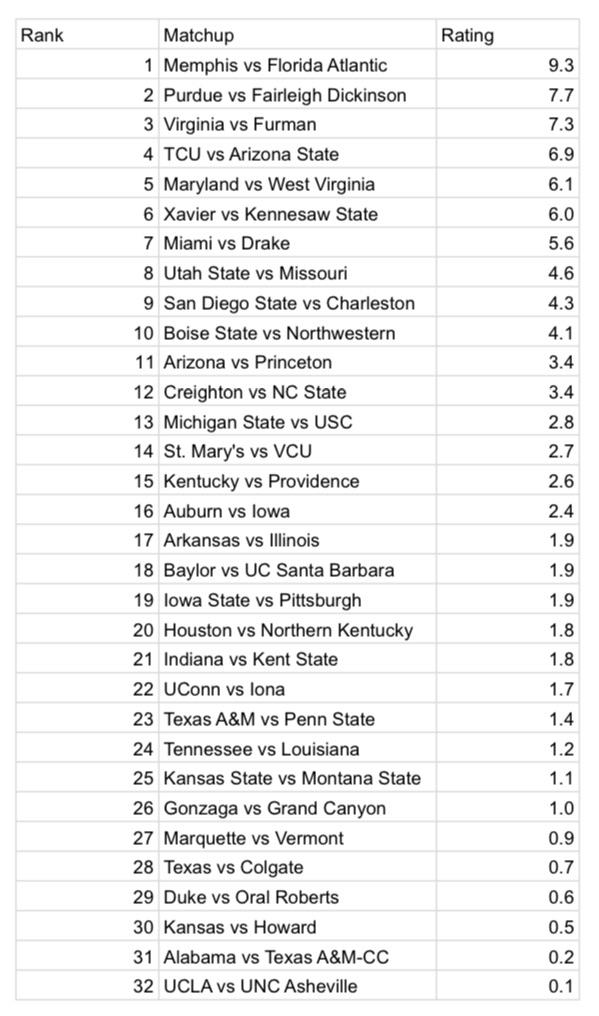 Rank Matchup Rating
1 Memphis vs Florida Atlantic 9.3
2 Purdue vs Fairleigh Dickinson 7.7
3 Virginia vs Furman 7.3
4 TCU vs Arizona State 6.9
5 Maryland vs West Virginia 6.1
6 Xavier vs Kennesaw State 6.0
7 Miami vs Drake 5.6
8 Utah State vs Missouri 4.6
9 San Diego State vs Charleston 4.3
10 Boise State vs Northwestern 4.1
11 Arizona vs Princeton 3.4
12 Creighton vs NC State 3.4
13 Michigan State vs USC 2.8
14 St. Mary's vs VCU 2.7
15 Kentucky vs Providence 2.6
16 Auburn vs Iowa 2.4
17 Arkansas vs Illinois 1.9
18 Baylor vs UC Santa Barbara 1.9
19 Iowa State vs Pittsburgh 1.9
20 Houston vs Northern Kentucky 1.8
21 Indiana vs Kent State 1.8
22 UConn vs Iona 1.7
23 Texas A&M vs Penn State 1.4
24 Tennessee vs Louisiana 1.2
25 Kansas State vs Montana State 1.1
26 Gonzaga vs Grand Canyon 1.0
27 Marquette vs Vermont 0.9
28 Texas vs Colgate 0.7
29 Duke vs Oral Roberts 0.6
30 Kansas vs Howard 0.5
31 Alabama vs Texas A&M-CC 0.2
32 UCLA vs UNC Asheville 0.1